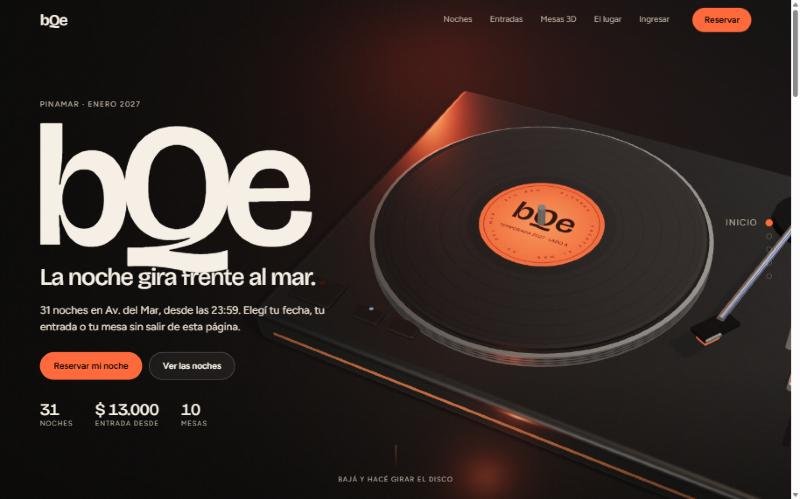 bQe
Noches
Entradas
Mesas 3D
El lugar
Ingresar
Reservar
PINAMAR · ENERO 2027
bQe
La noche gira frente al mar.
31 noches en Av. del Mar, desde las 23:59. Elegí tu fecha, tu
entrada o tu mesa sin salir de esta página.
Reservar mi noche
Ver las noches
31
NOCHES
$ 13.000
ENTRADA DESDE
10
MESAS
bQe
TEMPORADA 2027 · LADO A
INICIO
BAJÁ Y HACÉ GIRAR EL DISCO